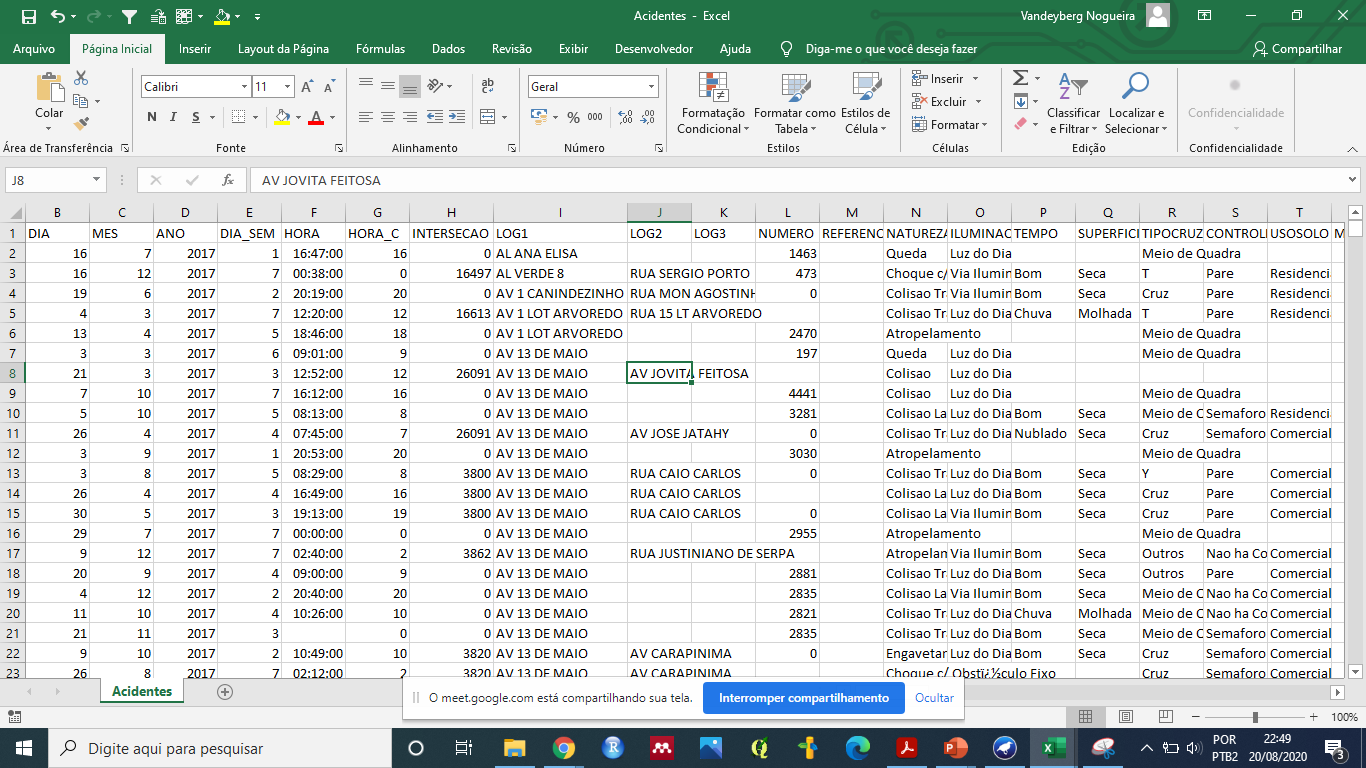 Acidentes - Excel
Vandeyberg Nogueira
Arquivo Página Inicial Inserir Layout da Página Fórmulas Dados Revisão Exibir Desenvolvedor Ajuda Diga-me o que você deseja fazer Compartilhar
Colar
Calibri 11
N I S
Geral
% 000
Formatação Condicional
Formatar como Tabela
Estilos de Célula
Inserir
Excluir
Formatar
Classificar e Filtrar
Localizar e Selecionar
Confidencialidade
Área de Transferência Fonte Alinhamento Número Estilos Células Edição Confidencialidade
J8 fx AV JOVITA FEITOSA
B C D E F G H I J K L M N O P Q R S T
1 DIA MES ANO DIA_SEM HORA HORA_C INTERSECAO LOG1 LOG2 LOG3 NUMERO REFERENC NATUREZA ILUMINAC TEMPO SUPERFICI TIPOCRUZ CONTROL USOSOLO M
2 16 7 2017 1 16:47:00 16 0 AL ANA ELISA 1463 Queda Luz do Dia Meio de Quadra
3 16 12 2017 7 00:38:00 0 16497 AL VERDE 8 RUA SERGIO PORTO 473 Choque c/ Via Ilumin Bom Seca T Pare Residenci
4 19 6 2017 2 20:19:00 20 0 AV 1 CANINDEZINHO RUA MON AGOSTINH 0 Colisao Tr Via Ilumin Bom Seca Cruz Pare Residenci
5 4 3 2017 7 12:20:00 12 16613 AV 1 LOT ARVOREDO RUA 15 LT ARVOREDO Colisao Tr Luz do Dia Chuva Molhada T Pare Residenci
6 13 4 2017 5 18:46:00 18 0 AV 1 LOT ARVOREDO 2470 Atropelamento Meio de Quadra
7 3 3 2017 6 09:01:00 9 0 AV 13 DE MAIO 197 Queda Luz do Dia Meio de Quadra
8 21 3 2017 3 12:52:00 12 26091 AV 13 DE MAIO AV JOVITA FEITOSA Colisao Luz do Dia
9 7 10 2017 7 16:12:00 16 0 AV 13 DE MAIO 4441 Colisao Luz do Dia Meio de Quadra
10 5 10 2017 5 08:13:00 8 0 AV 13 DE MAIO 3281 Colisao La Luz do Dia Bom Seca Meio de C Semaforo Residenci
11 26 4 2017 4 07:45:00 7 26091 AV 13 DE MAIO AV JOSE JATAHY 0 Colisao Tr Luz do Dia Nublado Seca Cruz Semaforo Comercial
12 3 9 2017 1 20:53:00 20 0 AV 13 DE MAIO 3030 Atropelamento Meio de Quadra
13 3 8 2017 5 08:29:00 8 3800 AV 13 DE MAIO RUA CAIO CARLOS 0 Colisao Tr Luz do Dia Bom Seca Y Pare Comercial
14 26 4 2017 4 16:49:00 16 3800 AV 13 DE MAIO RUA CAIO CARLOS Colisao La Luz do Dia Bom Seca Cruz Pare Comercial
15 30 5 2017 3 19:13:00 19 3800 AV 13 DE MAIO RUA CAIO CARLOS 0 Colisao La Via Ilumin Bom Seca Cruz Pare Comercial
16 29 7 2017 7 00:00:00 0 0 AV 13 DE MAIO 2955 Atropelamento Meio de Quadra
17 9 12 2017 7 02:40:00 2 3862 AV 13 DE MAIO RUA JUSTINIANO DE SERPA Atropelan Via Ilumin Bom Seca Outros Nao ha Co Comercial
18 20 9 2017 4 09:00:00 9 0 AV 13 DE MAIO 2881 Colisao Tr Luz do Dia Bom Seca Outros Pare Comercial
19 4 12 2017 2 20:40:00 20 0 AV 13 DE MAIO 2835 Colisao La Via Ilumin Bom Seca Meio de C Nao ha Co Comercial
20 11 10 2017 4 10:26:00 10 0 AV 13 DE MAIO 2821 Colisao Tr Luz do Dia Chuva Molhada Meio de C Nao ha Co Comercial
21 21 11 2017 3 0 0 AV 13 DE MAIO 2835 Colisao Tr Luz do Dia Bom Seca Meio de C Semaforo Comercial
22 9 10 2017 2 10:49:00 10 3820 AV 13 DE MAIO AV CARAPINIMA 0 Engavetar Luz do Dia Bom Seca Cruz Semaforo Comercial
23 26 8 2017 7 02:12:00 2 3820 AV 13 DE MAIO AV CARAPINIMA Choque c/ Obstï¿½culo Fixo Cruz Semaforo Comercial
Acidentes
O meet.google.com está compartilhando sua tela. Interromper compartilhamento Ocultar
100%
Digite aqui para pesquisar
POR
PTB2
22:49
20/08/2020
3